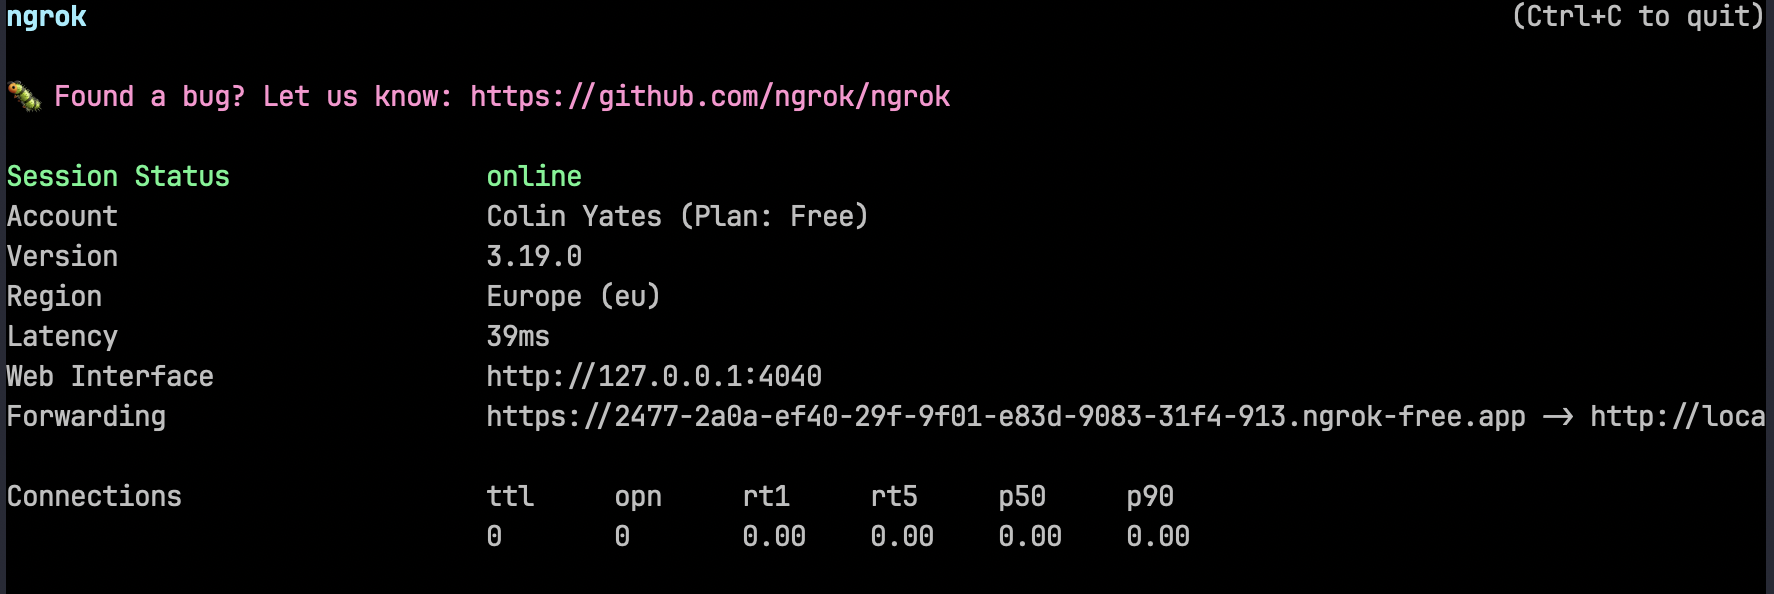 ngrok (Ctrl+C to quit)
Found a bug? Let us know: https://github.com/ngrok/ngrok
Session Status online
Account Colin Yates (Plan: Free)
Version 3.19.0
Region Europe (eu)
Latency 39ms
Web Interface http://127.0.0.1:4040
Forwarding https://2477-2a0a-ef40-29f-9f01-e83d-9083-31f4-913.ngrok-free.app -> http://loca
Connections ttl opn rt1 rt5 p50 p90
0 0 0.00 0.00 0.00 0.00